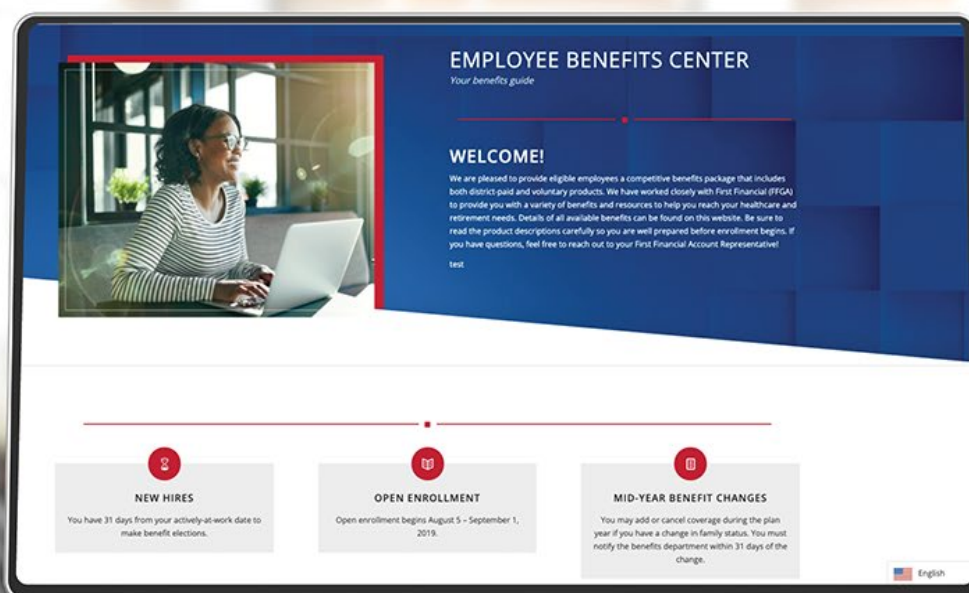 EMPLOYEE BENEFITS CENTER
Your benefits guide
WELCOME!
We are pleased to provide eligible employees a competitive benefits package that includes
both district-paid and voluntary products. We have worked closely with First Financial (FFGA)
to provide you with a variety of benefits and resources to help you reach your healthcare and
retirement needs. Details of all available benefits can be found on this website. Be sure to
read the product descriptions carefully so you are well prepared before enrollment begins. If
you have questions, feel free to reach out to your First Financial Account Representative!
test
NEW HIRES
You have 31 days from your actively-at-work date to
make benefit elections.
OPEN ENROLLMENT
Open enrollment begins August 5 – September 1,
2019.
MID-YEAR BENEFIT CHANGES
You may add or cancel coverage during the plan
year if you have a change in family status. You must
notify the benefits department within 31 days of the
change.
English